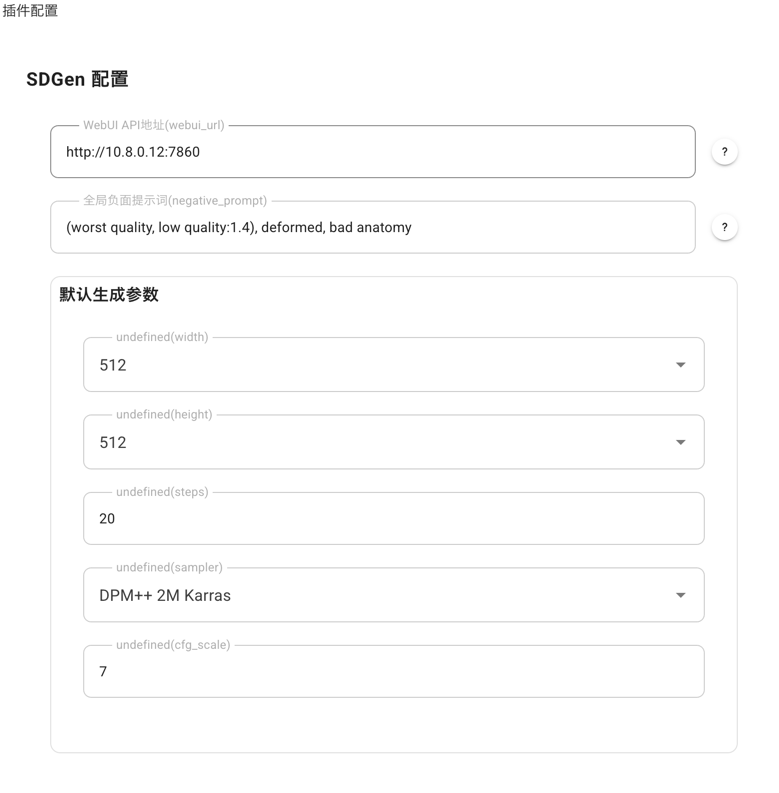 插件配置
SDGen 配置
WebUI API地址(webui_url)
http://10.8.0.12:7860
?
全局负面提示词(negative_prompt)
(worst quality, low quality:1.4), deformed, bad anatomy
?
默认生成参数
undefined(width)
512
undefined(height)
512
undefined(steps)
20
undefined(sampler)
DPM++ 2M Karras
undefined(cfg_scale)
7